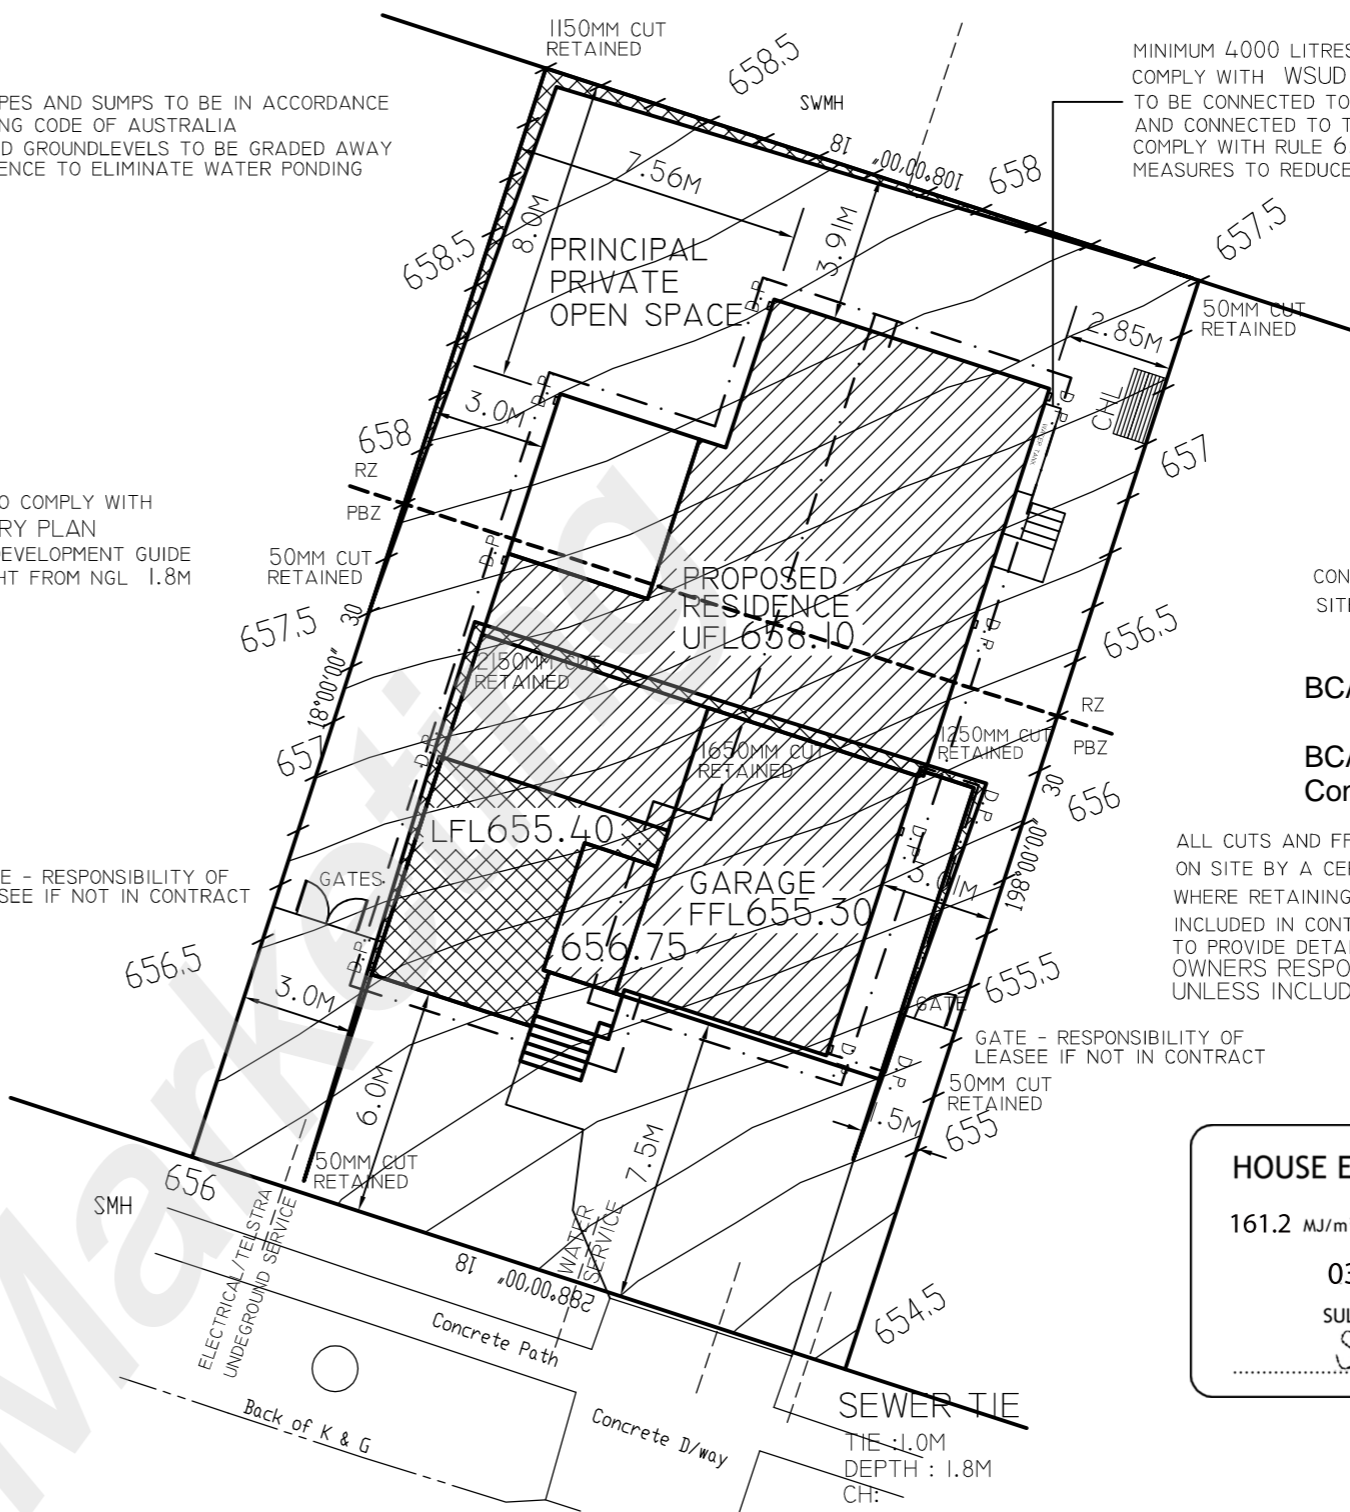 1150MM CUT
RETAINED
658.5
SWMH
18
108°00'00"
658
657.5
MINIMUM 4000 LITRES
COMPLY WITH WSUD
TO BE CONNECTED TO
AND CONNECTED TO T
COMPLY WITH RULE 6
MEASURES TO REDUCE
PES AND SUMPS TO BE IN ACCORDANCE
NG CODE OF AUSTRALIA
D GROUNDLEVELS TO BE GRADED AWAY
ENCE TO ELIMINATE WATER PONDING
7.56M
8.0M
3.91M
658.5
PRINCIPAL
PRIVATE
OPEN SPACE
D.P.
50MM CUT
RETAINED
2.85M
CHL
D.P.
D.P.
3.0M
658
RZ
PBZ
657
O COMPLY WITH
RY PLAN
DEVELOPMENT GUIDE
HT FROM NGL 1.8M
50MM CUT
RETAINED
D.P.
PROPOSED
RESIDENCE
UFL658.10
D.P.
656.5
CON
SITE
657.5
30
18°00'00"
2150MM CUT
RETAINED
RZ
PBZ
BCA
BCA
Con
657
D.P.
1650MM CUT
RETAINED
1250MM CUT
RETAINED
30
656
D.P.
198°00'00"
LFL655.40
D.P.
ALL CUTS AND FF
ON SITE BY A CER
WHERE RETAINING
INCLUDED IN CONT
TO PROVIDE DETAI
OWNERS RESPO
UNLESS INCLUD
E - RESPONSIBILITY OF
SEE IF NOT IN CONTRACT
GATES
GARAGE
FFL655.30
656.75
656.5
D.P.
3.0M
655.5
GATE
GATE - RESPONSIBILITY OF
LEASEE IF NOT IN CONTRACT
D.P.
D.P.
50MM CUT
RETAINED
1.5M
655
6.0M
7.5M
50MM CUT
RETAINED
656
SMH
ELECTRICAL/TELSTRA
UNDEGROUND SERVICE
WATER
SERVICE
18
288°00'00"
654.5
Concrete Path
Back of K & G
Concrete D/way
SEWER TIE
TIE :1.0M
DEPTH : 1.8M
CH:
HOUSE E
161.2 MJ/m
03
SUL
Marketing